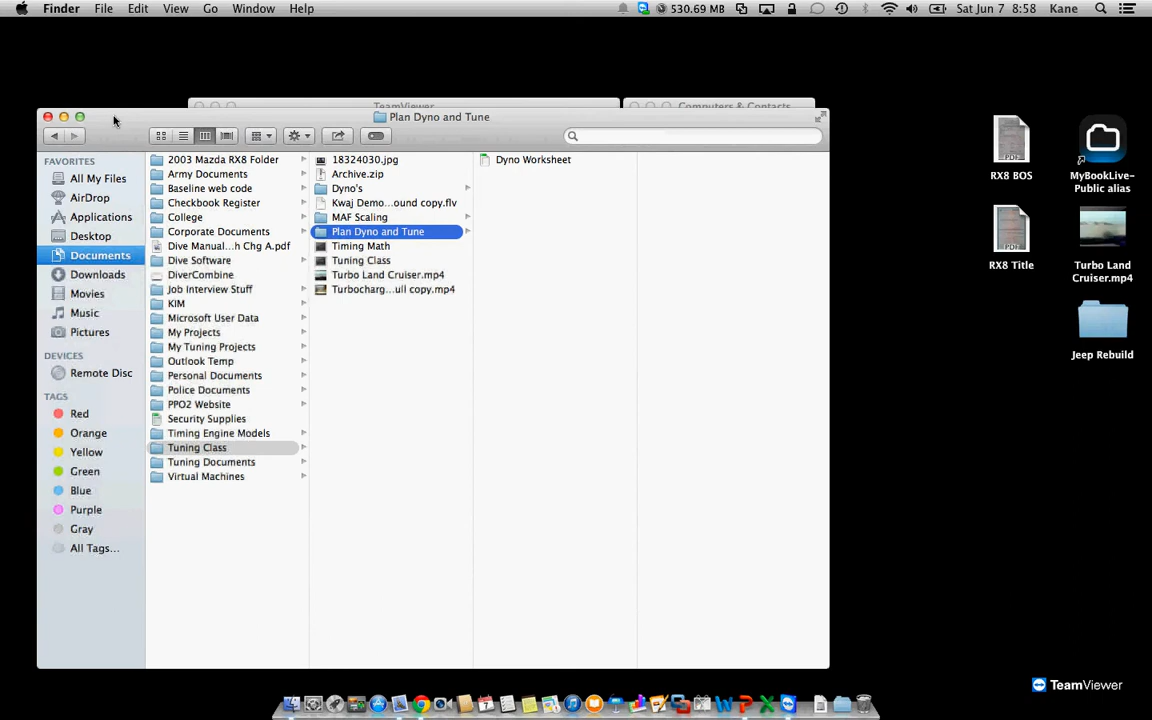 Finder File Edit View Go Window Help 530.69 MB Sat Jun 7 8:58 Kane
TeamViewer Computers & Contacts
Plan Dyno and Tune
FAVORITES
All My Files
AirDrop
Applications
Desktop
Documents
Downloads
Movies
Music
Pictures
DEVICES
Remote Disc
TAGS
Red
Orange
Yellow
Green
Blue
Purple
Gray
All Tags...
2003 Mazda RX8 Folder
Army Documents
Baseline web code
Checkbook Register
College
Corporate Documents
Dive Manual...h Chg A.pdf
Dive Software
DiverCombine
Job Interview Stuff
KIM
Microsoft User Data
My Projects
My Tuning Projects
Outlook Temp
Personal Documents
Police Documents
PPO2 Website
Security Supplies
Timing Engine Models
Tuning Class
Tuning Documents
Virtual Machines
18324030.jpg
Archive.zip
Dyno's
Kwaj Demo...ound copy.flv
MAF Scaling
Plan Dyno and Tune
Timing Math
Tuning Class
Turbo Land Cruiser.mp4
Turbocharg...ull copy.mp4
Dyno Worksheet
PDF
RX8 BOS
MyBookLive-
Public alias
PDF
RX8 Title
Turbo Land
Cruiser.mp4
Jeep Rebuild
TeamViewer